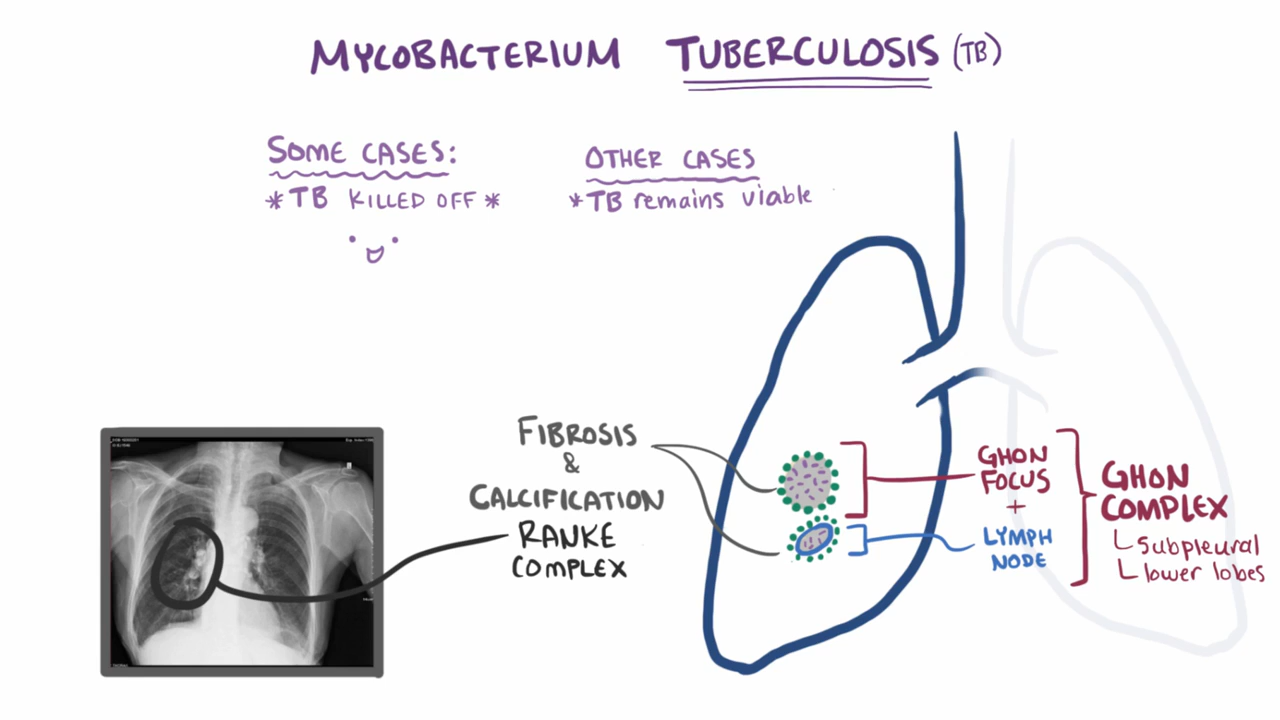 MYCOBACTERIUM TUBERCULOSIS (TB)
SOME CASES:
* TB KILLED OFF *
OTHER CASES
* TB remains viable
FIBROSIS
&
CALCIFICATION
RANKE
COMPLEX
GHON
FOCUS
+
LYMPH
NODE
GHON
COMPLEX
subpleural
lower lobes